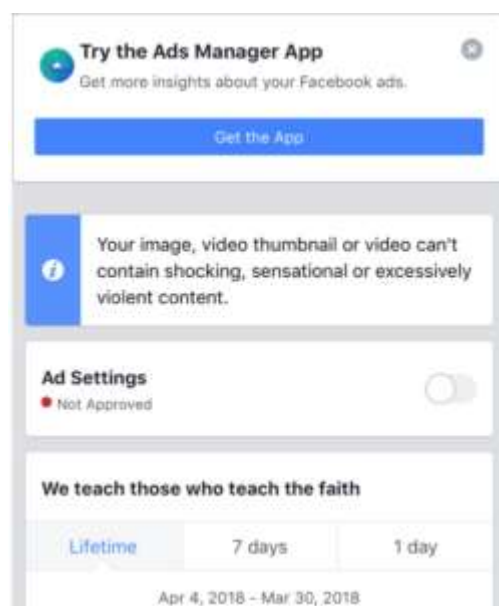 Try the Ads Manager App
Get more insights about your Facebook ads.
Get the App
Your image, video thumbnail or video can't
contain shocking, sensational or excessively
violent content.
Ad Settings
Not Approved
We teach those who teach the faith
Lifetime 7 days 1 day
Apr 4, 2018 - Mar 30, 2018